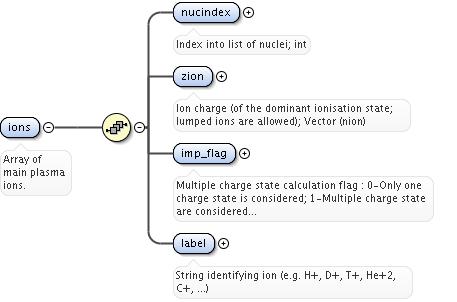 nucindex
Index into list of nuclei; int
zion
Ion charge (of the dominant ionisation state;
lumped ions are allowed); Vector (nion)
ions
Array of
main plasma
ions.
imp_flag
Multiple charge state calculation flag : 0-Only one
charge state is considered; 1-Multiple charge state
are considered...
label
String identifying ion (e.g. H+, D+, T+, He+2,
C+, ...)